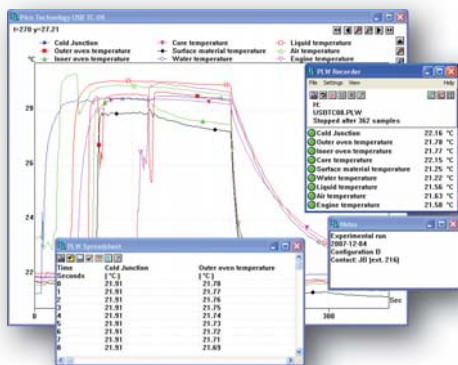 Pico Technology USB TC-08
t=270 y=27.21
Cold Junction
Outer oven temperature
Inner oven temperature
Core temperature
Surface material temperature
Water temperature
Liquid temperature
Air temperature
Engine temperature
°C
28
26
24
22
0
300
Sec
PLW Recorder
File Settings View Help
H:
USBTC08.PLW
Stopped after 362 samples
Cold Junction 22.16 °C
Outer oven temperature 21.78 °C
Inner oven temperature 21.77 °C
Core temperature 22.15 °C
Surface material temperature 21.25 °C
Water temperature 21.22 °C
Liquid temperature 21.56 °C
Air temperature 21.63 °C
Engine temperature 21.58 °C
Notes
Experimental run
2007-12-04
Configuration D
Contact: JB (ext. 216)
PLW Spreadsheet
Time Cold Junction Outer oven temperature
Seconds [°C] [°C]
0 21.91 21.78
1 21.91 21.77
2 21.91 21.76
3 21.91 21.75
4 21.91 21.74
5 21.91 21.73
6 21.91 21.72
7 21.91 21.71
8 21.91 21.69